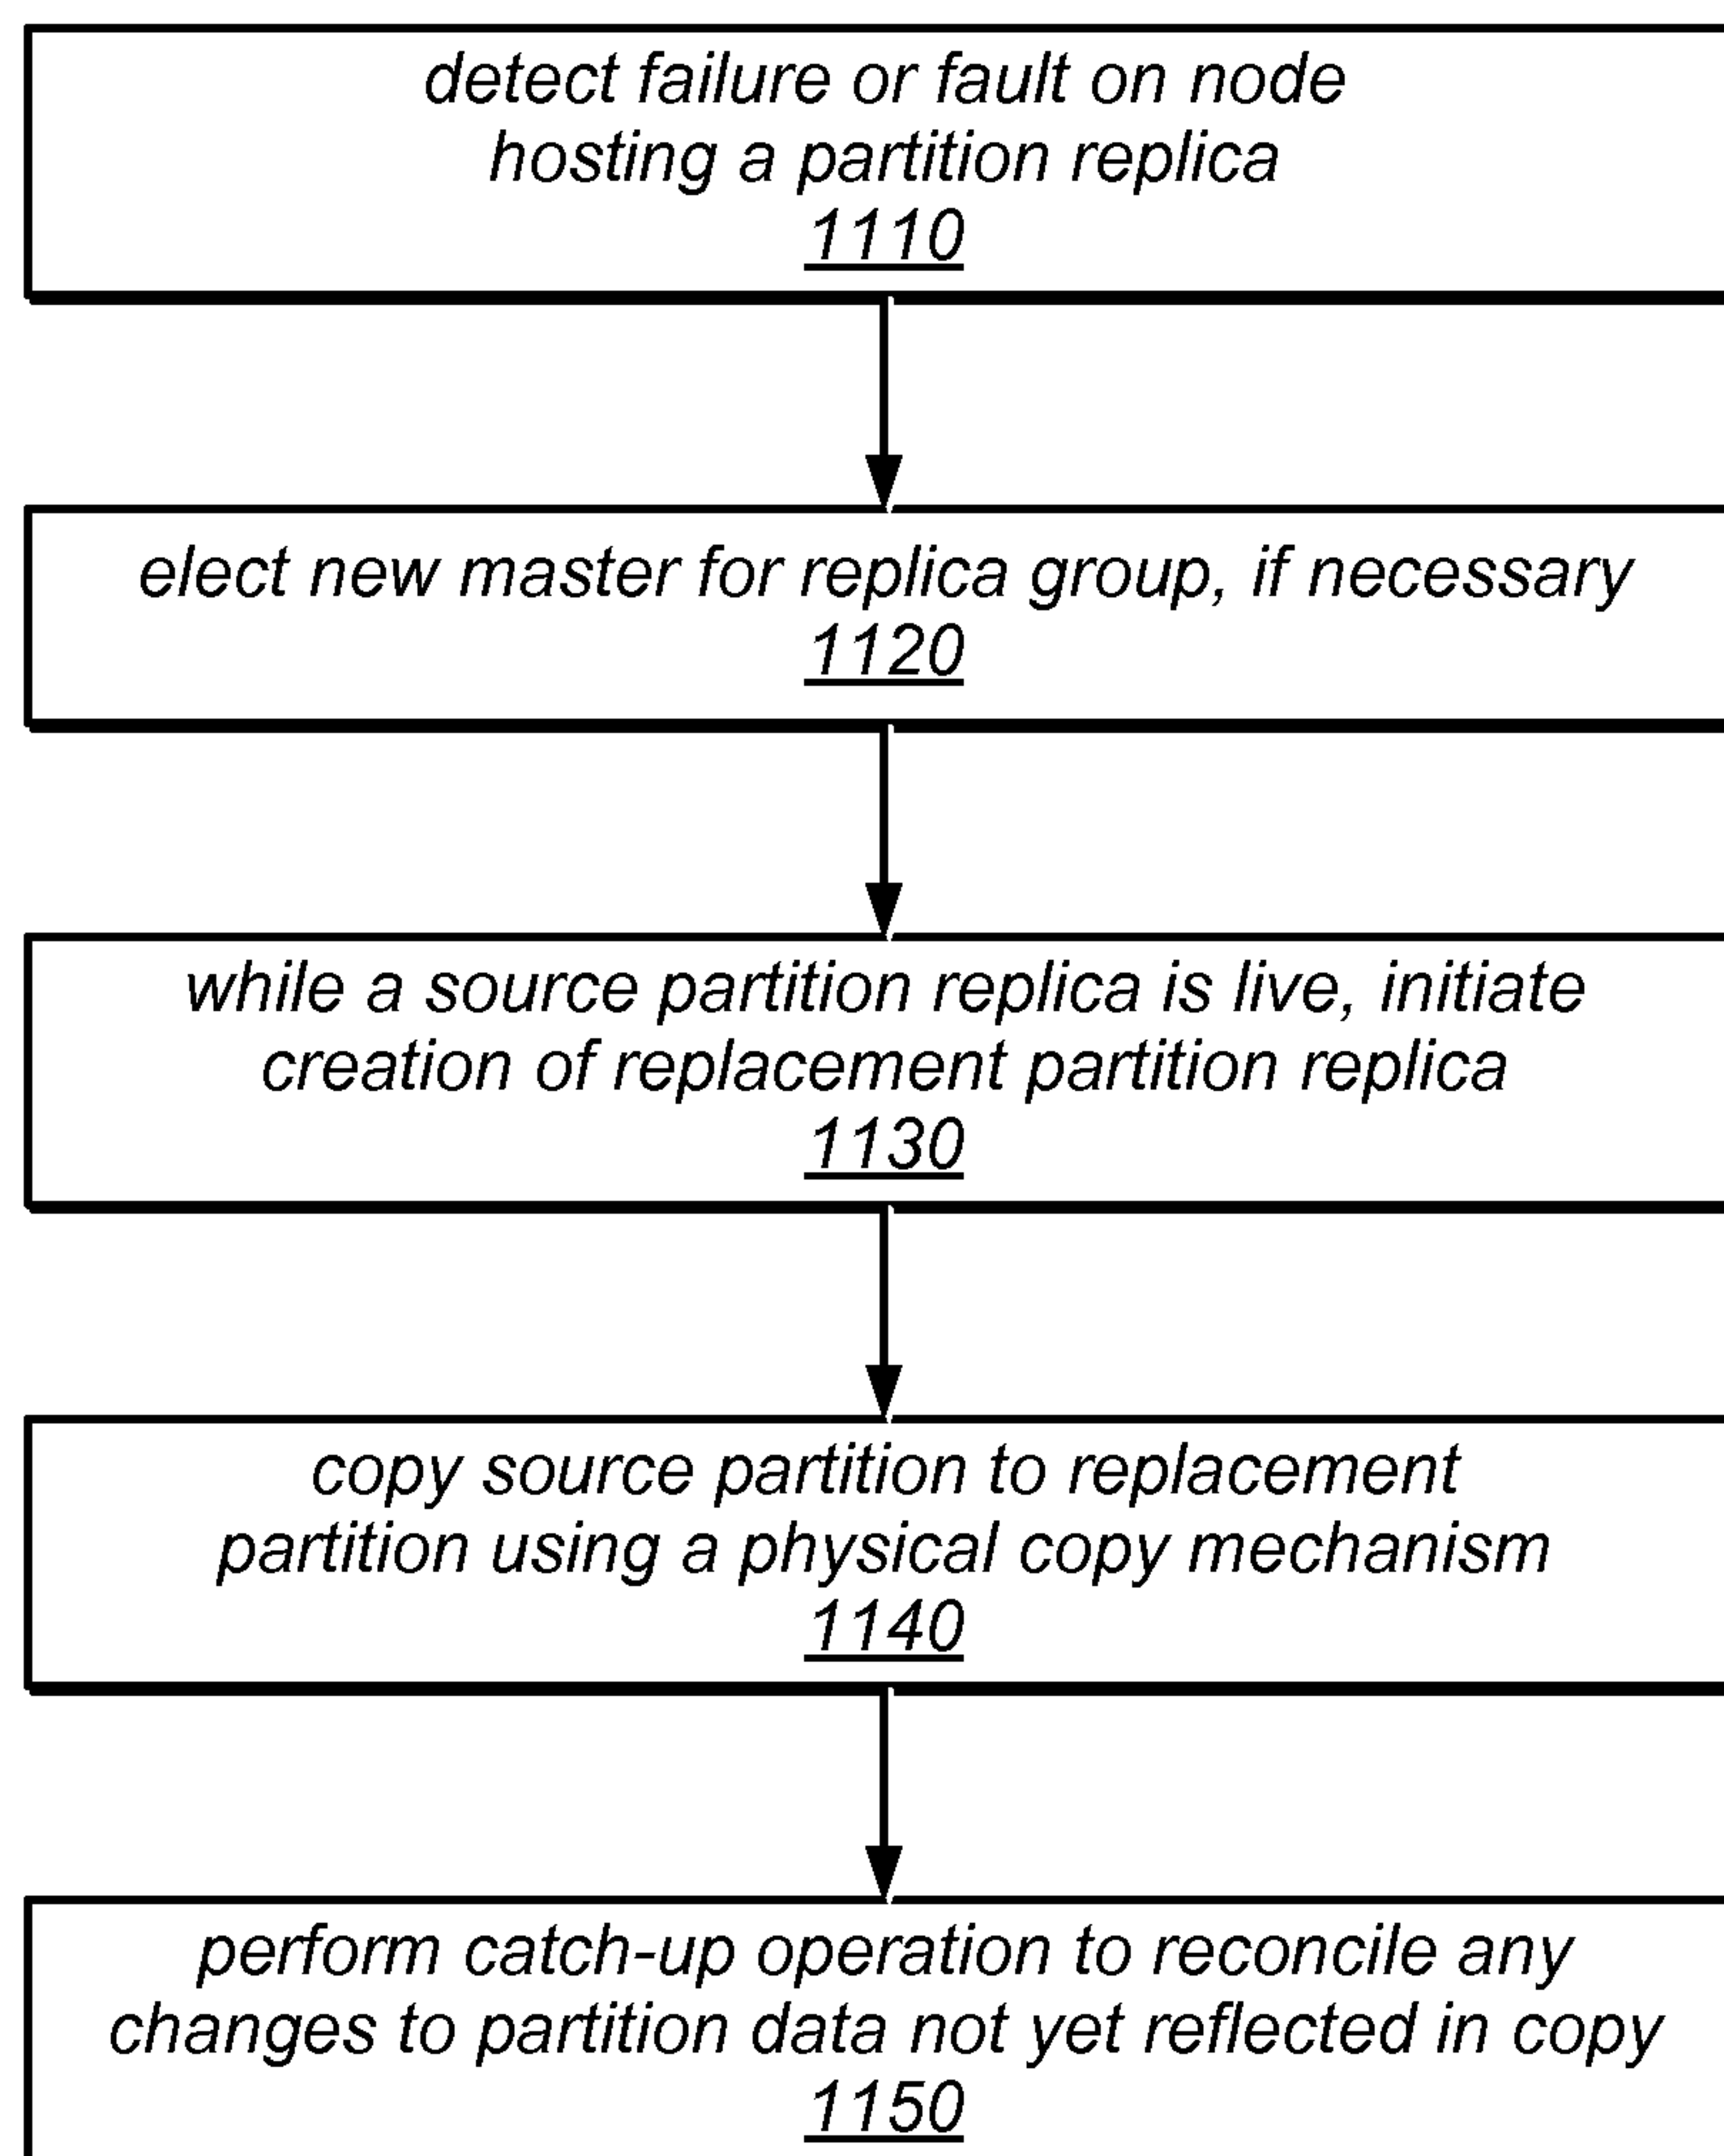 detect failure or fault on node
hosting a partition replica
1110
elect new master for replica group, if necessary
1120
while a source partition replica is live, initiate
creation of replacement partition replica
1130
copy source partition to replacement
partition using a physical copy mechanism
1140
perform catch-up operation to reconcile any
changes to partition data not yet reflected in copy
1150